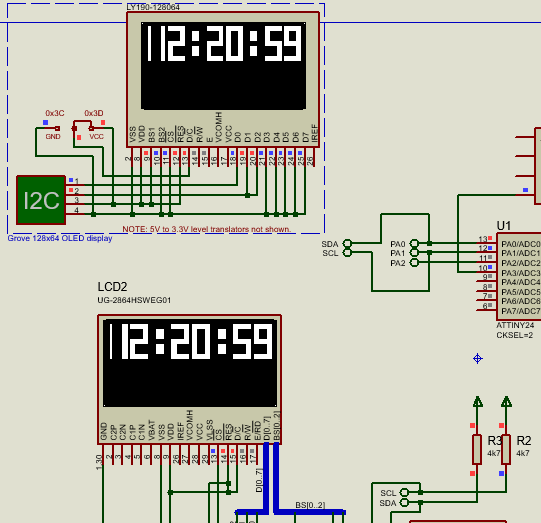 LY190-128064
12:20:59
VSS VDD BS1 BS2 CS RES D/C R/W E VCOMH VCC D0 D1 D2 D3 D4 D5 D6 D7 IREF
2 8 9 10 11 12 13 14 15 16 17 18 19 20 21 22 23 24 25 26
0x3C 0x3D
GND VCC
I2C
1
2
3
4
NOTE: 5V to 3.3V level translators not shown.
Grove 128x64 OLED display
U1
SDA PA0 13 PA0/ADC0
SCL PA1 12 PA1/ADC1
PA2 11 PA2/ADC2
10 PA3/ADC3
9 PA4/ADC4
8 PA5/ADC5
7 PA6/ADC6
6 PA7/ADC7
ATTINY24
CKSEL=2
LCD2
UG-2864HSWEG01
12:20:59
GND C2P C2N C1P C1N VBAT VSS VDD IREF VCOMH VCC VLSS CS RES D/C R/W E/RD D[0..7] BS[0..2]
1,30 2 3 4 5 6 8 9 26 27 28 29 13 14 15 16 17
D[0..7]
BS[0..2]
R3 R2
4k7 4k7
SCL
SDA